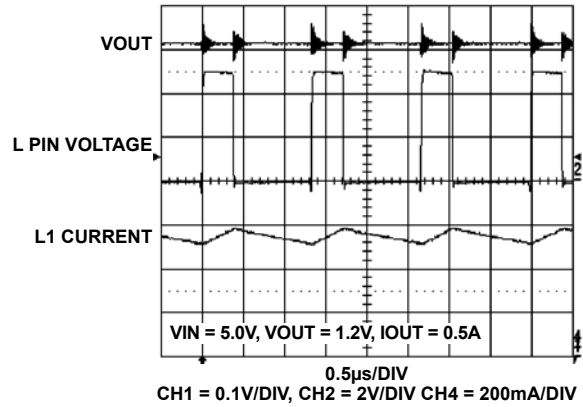 VOUT
L PIN VOLTAGE
2
L1 CURRENT
VIN = 5.0V, VOUT = 1.2V, IOUT = 0.5A
0.5µs/DIV
CH1 = 0.1V/DIV, CH2 = 2V/DIV CH4 = 200mA/DIV